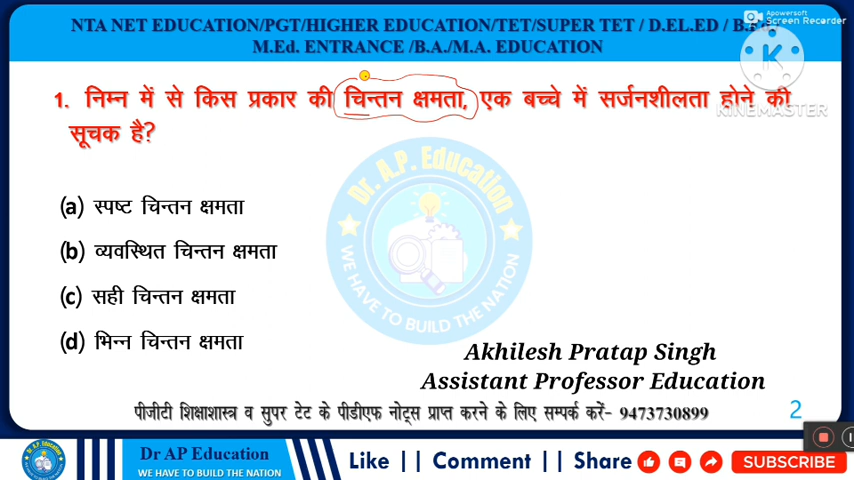 NTA NET EDUCATION/PGT/HIGHER EDUCATION/TET/SUPER TET / D.EL.ED / B.Ed.
M.Ed. ENTRANCE /B.A./M.A. EDUCATION
Apowersoft
Screen Recorder
KINEMASTER
1. निम्न में से किस प्रकार की चिन्तन क्षमता, एक बच्चे में सर्जनशीलता होने की
सूचक है?
(a) स्पष्ट चिन्तन क्षमता
(b) व्यवस्थित चिन्तन क्षमता
(c) सही चिन्तन क्षमता
(d) भिन्न चिन्तन क्षमता
Dr. A.P. Education
WE HAVE TO BUILD THE NATION
Akhilesh Pratap Singh
Assistant Professor Education
पीजीटी शिक्षाशास्त्र व सुपर टेट के पीडीएफ नोट्स प्राप्त करने के लिए सम्पर्क करें- 9473730899
2
Dr AP Education
WE HAVE TO BUILD THE NATION
Like || Comment || Share
SUBSCRIBE